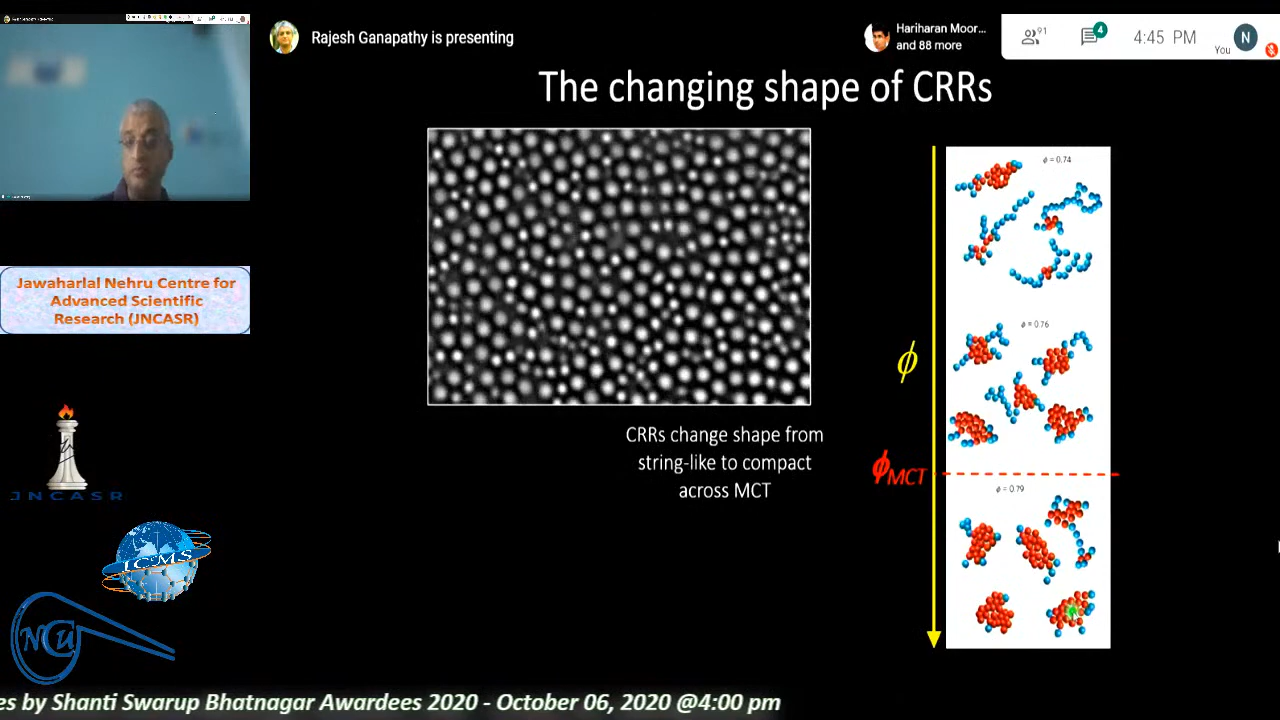 Rajesh Ganapathy is presenting
Hariharan Moor...
and 88 more
91
4
4:45 PM
You
N
The changing shape of CRRs
ϕ = 0.74
ϕ = 0.76
ϕ
ϕMCT
ϕ = 0.79
CRRs change shape from
string-like to compact
across MCT
Jawaharlal Nehru Centre for
Advanced Scientific
Research (JNCASR)
JNCASR
ICMS
NCU
es by Shanti Swarup Bhatnagar Awardees 2020 - October 06, 2020 @4:00 pm